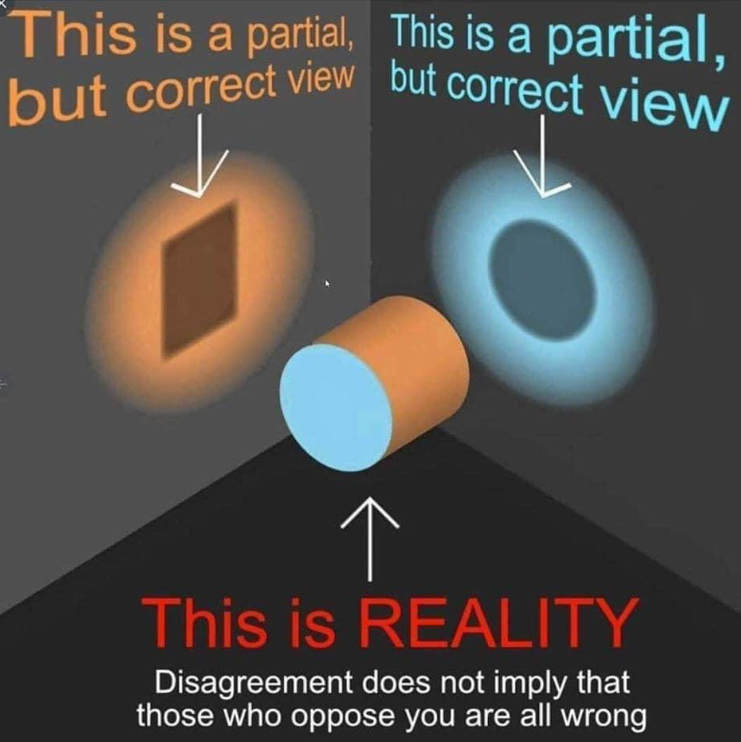 This is a partial,
but correct view
This is a partial,
but correct view
This is REALITY
Disagreement does not imply that
those who oppose you are all wrong